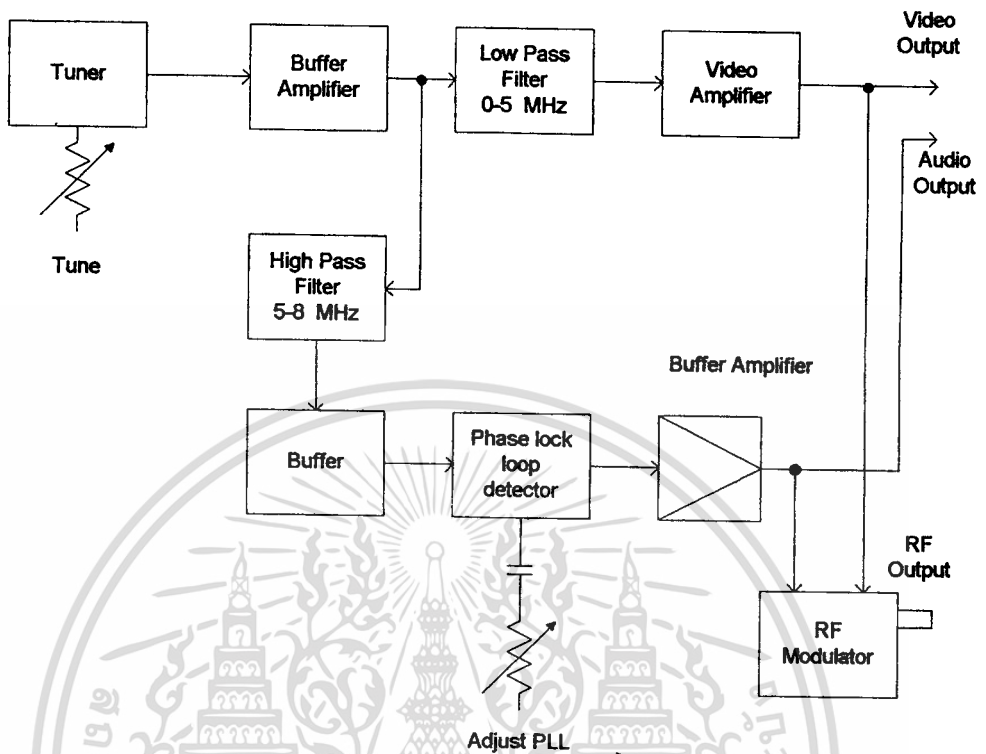 Video
Output
Tuner
Buffer
Amplifier
Low Pass
Filter
0-5 MHz
Video
Amplifier
Audio
Output
Tune
High Pass
Filter
5-8 MHz
Buffer Amplifier
Buffer
Phase lock
loop
detector
RF
Output
RF
Modulator
Adjust PLL